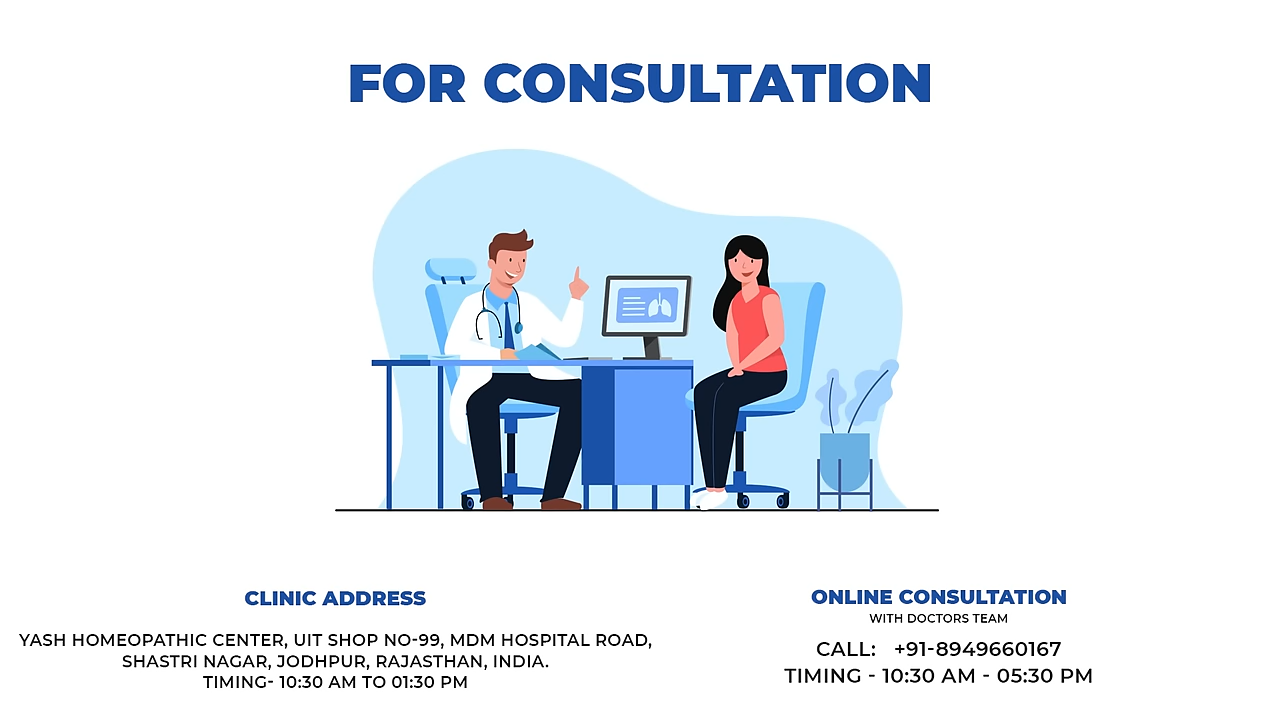 FOR CONSULTATION
CLINIC ADDRESS
YASH HOMEOPATHIC CENTER, UIT SHOP NO-99, MDM HOSPITAL ROAD,
SHASTRI NAGAR, JODHPUR, RAJASTHAN, INDIA.
TIMING- 10:30 AM TO 01:30 PM
ONLINE CONSULTATION
WITH DOCTORS TEAM
CALL: +91-8949660167
TIMING - 10:30 AM - 05:30 PM